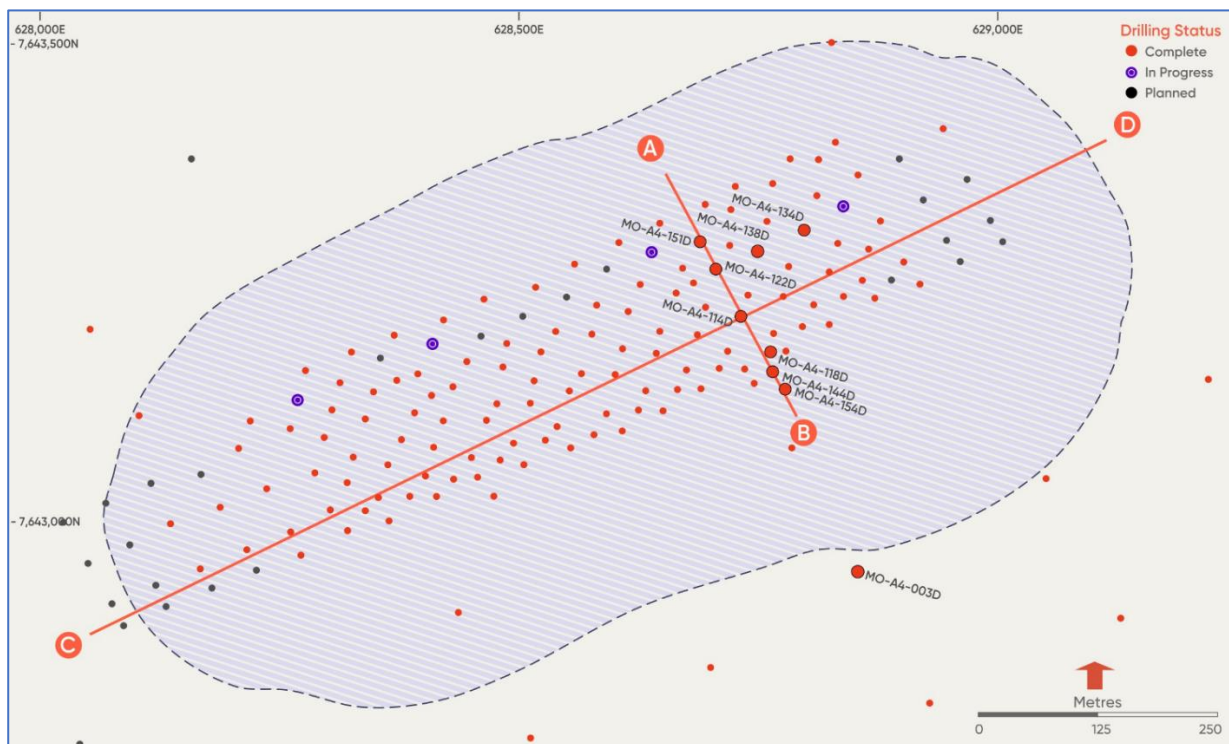 628,000E
628,500E
629,000E
7,643,500N
Drilling Status
Complete
In Progress
Planned
D
A
MO-A4-134D
MO-A4-138D
MO-A4-151D
MO-A4-122D
MO-A4-114D
MO-A4-118D
MO-A4-144D
MO-A4-154D
B
7,643,000N
MO-A4-003D
C
Metres
0
125
250